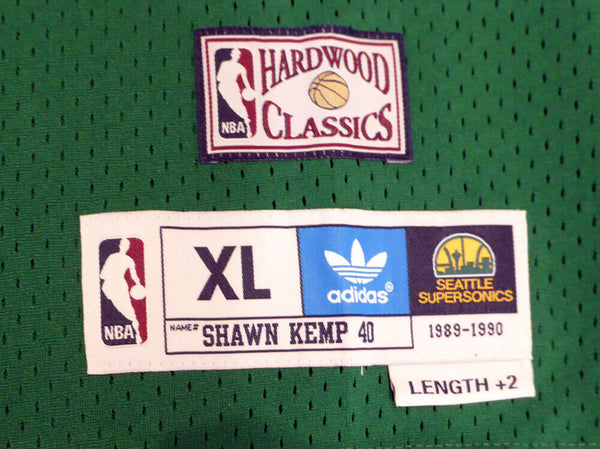 HARDWOOD
CLASSICS
NBA
XL
adidas®
SEATTLE
SUPERSONICS
NBA
NAME# SHAWN KEMP 40
1989-1990
LENGTH +2